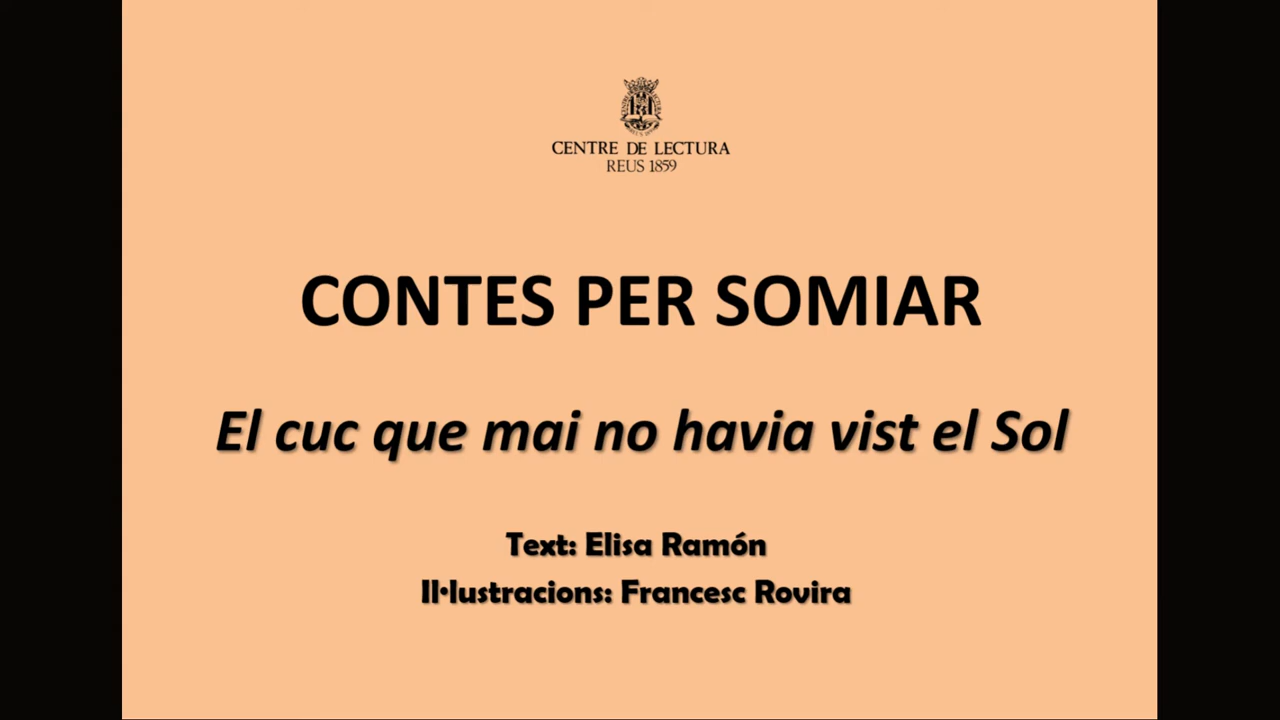 CENTRE DE LECTURA
REUS 1859
CONTES PER SOMIAR
El cuc que mai no havia vist el Sol
Text: Elisa Ramón
Il·lustracions: Francesc Rovira